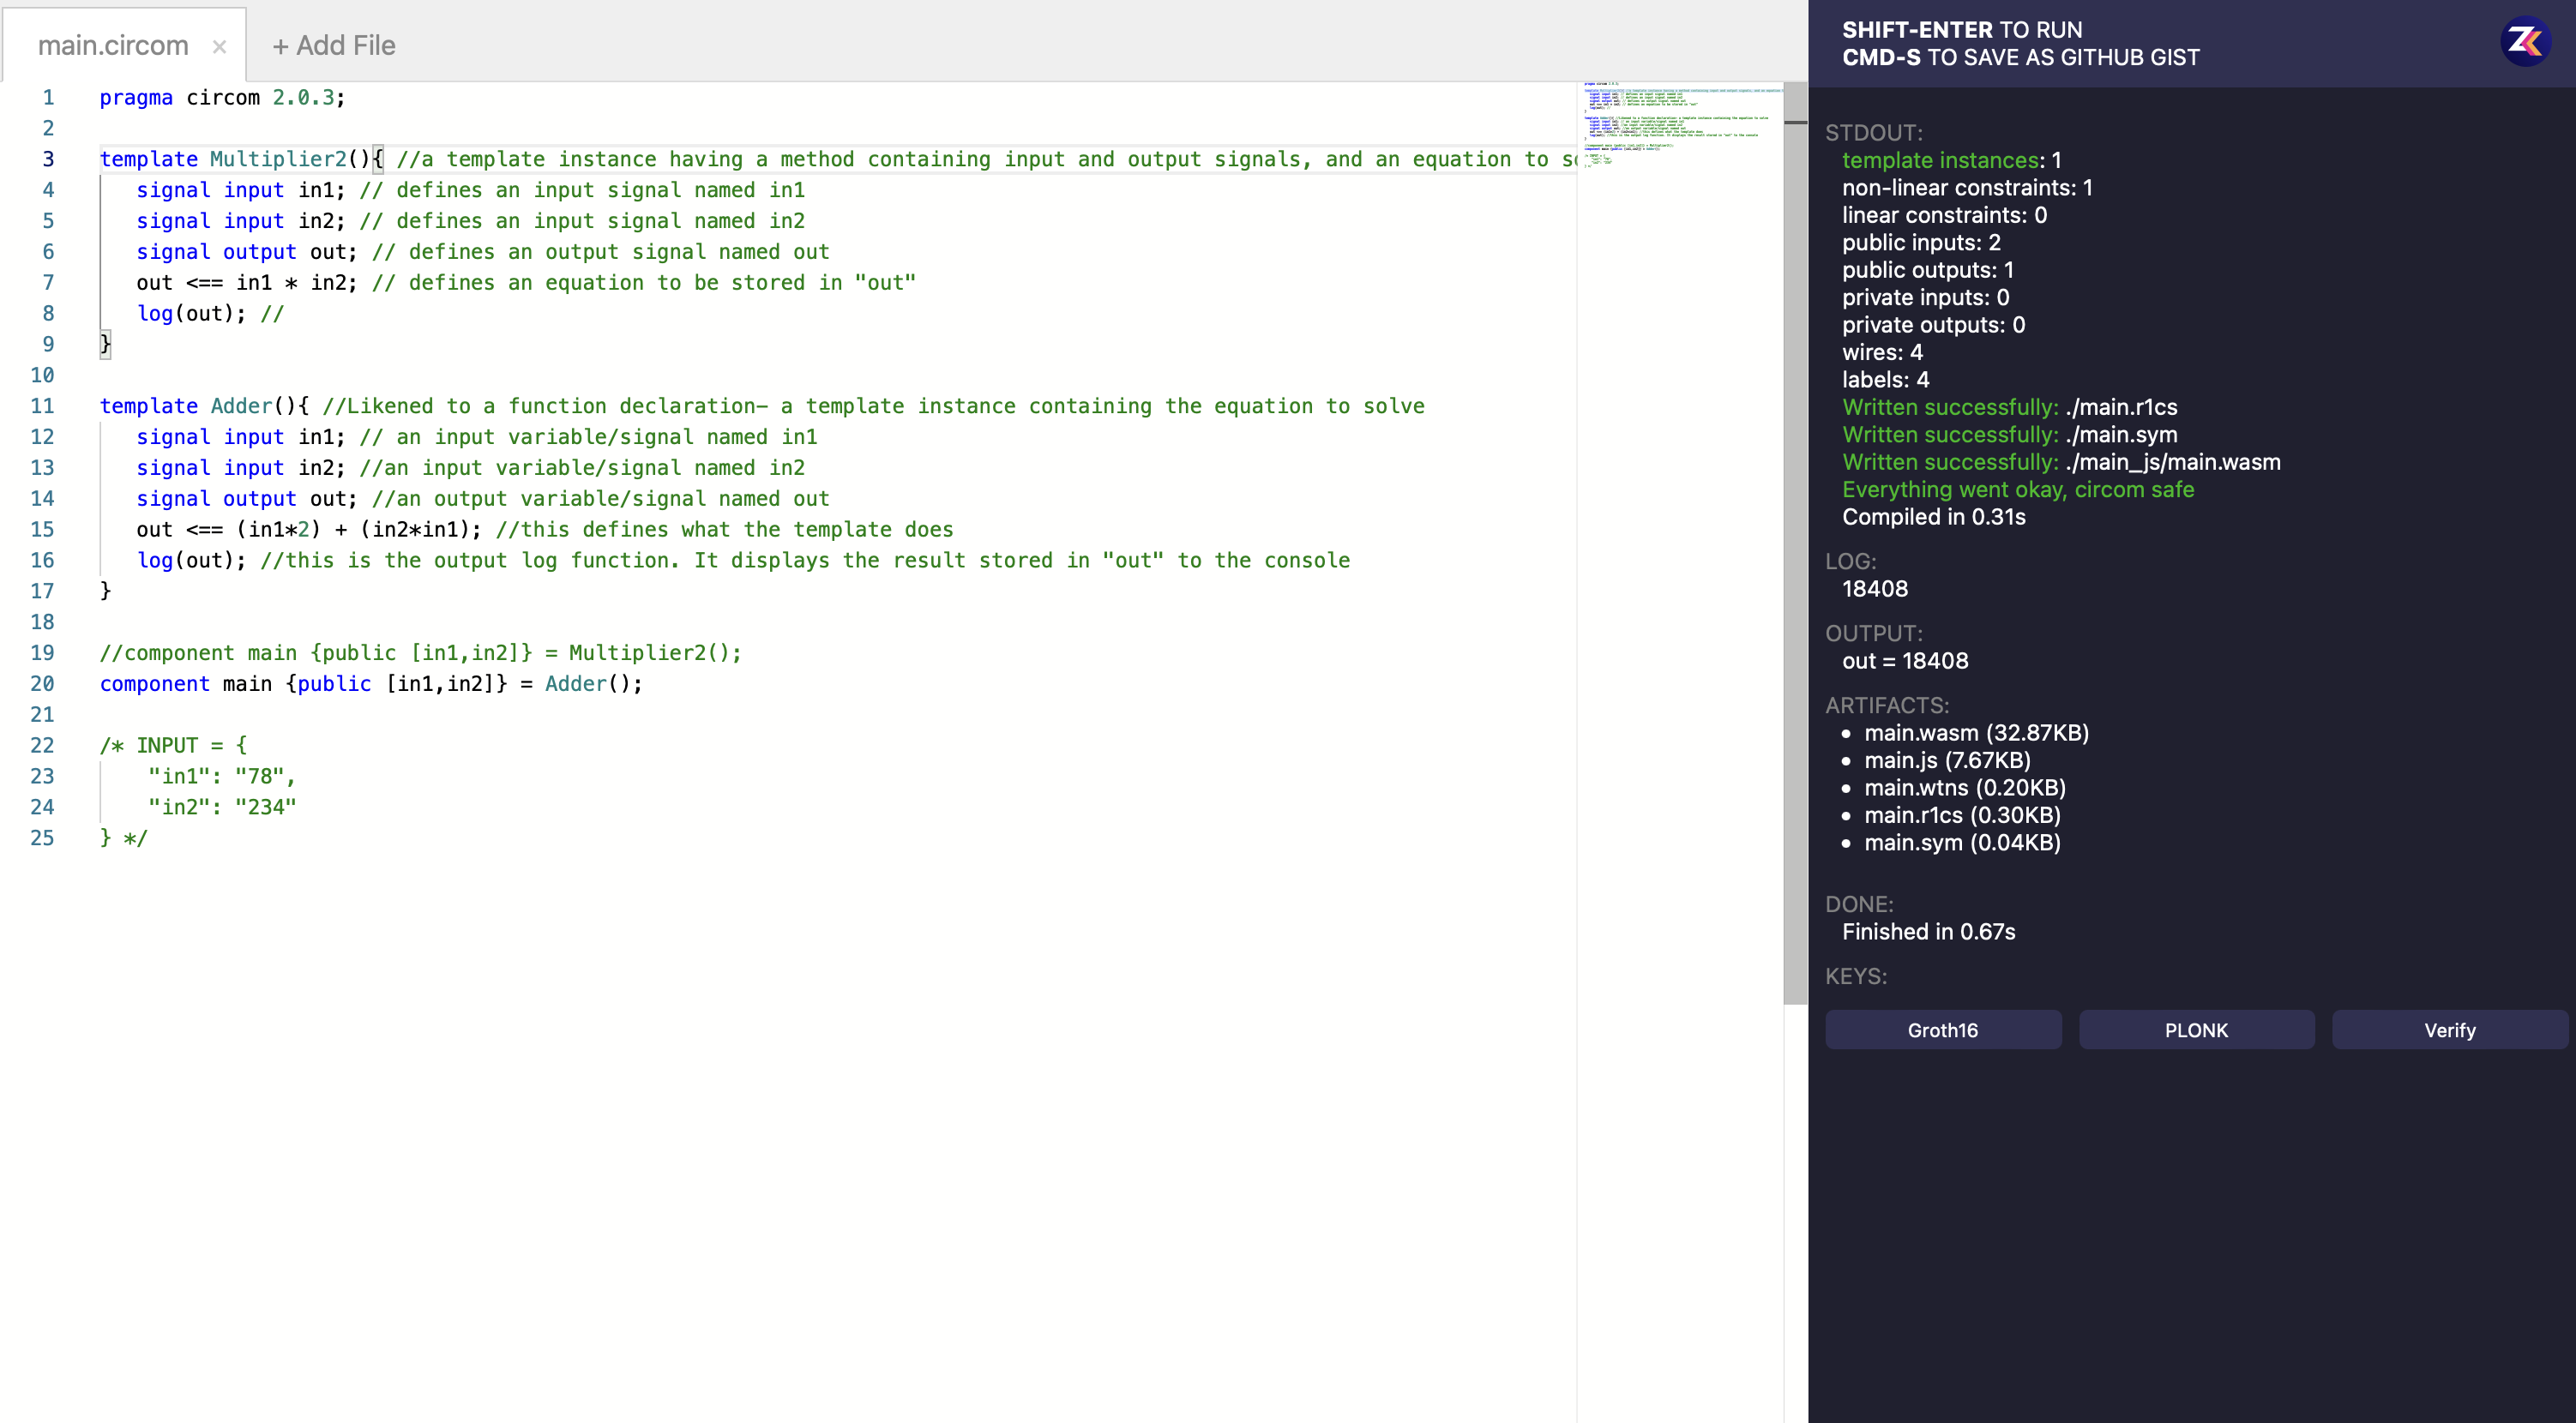 main.circom ×
+ Add File
1 pragma circom 2.0.3;
2
3 template Multiplier2(){ //a template instance having a method containing input and output signals, and an equation to
4 signal input in1; // defines an input signal named in1
5 signal input in2; // defines an input signal named in2
6 signal output out; // defines an output signal named out
7 out <== in1 * in2; // defines an equation to be stored in "out"
8 log(out); //
9 }
10
11 template Adder(){ //Likened to a function declaration– a template instance containing the equation to solve
12 signal input in1; // an input variable/signal named in1
13 signal input in2; //an input variable/signal named in2
14 signal output out; //an output variable/signal named out
15 out <== (in1*2) + (in2*in1); //this defines what the template does
16 log(out); //this is the output log function. It displays the result stored in "out" to the console
17 }
18
19 //component main {public [in1,in2]} = Multiplier2();
20 component main {public [in1,in2]} = Adder();
21
22 /* INPUT = {
23 "in1": "78",
24 "in2": "234"
25 } */
SHIFT-ENTER TO RUN
CMD-S TO SAVE AS GITHUB GIST
ZK
STDOUT:
template instances: 1
non-linear constraints: 1
linear constraints: 0
public inputs: 2
public outputs: 1
private inputs: 0
private outputs: 0
wires: 4
labels: 4
Written successfully: ./main.r1cs
Written successfully: ./main.sym
Written successfully: ./main_js/main.wasm
Everything went okay, circom safe
Compiled in 0.31s
LOG:
18408
OUTPUT:
out = 18408
ARTIFACTS:
• main.wasm (32.87KB)
• main.js (7.67KB)
• main.wtns (0.20KB)
• main.r1cs (0.30KB)
• main.sym (0.04KB)
DONE:
Finished in 0.67s
KEYS:
Groth16
PLONK
Verify